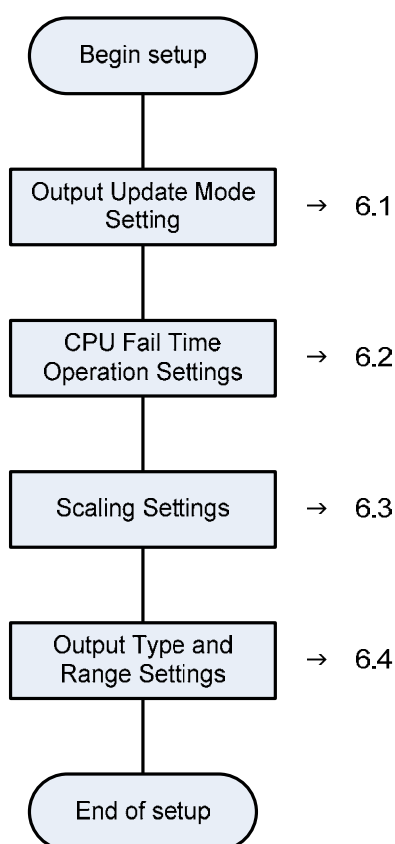 Begin setup
Output Update Mode
Setting
→ 6.1
CPU Fail Time
Operation Settings
→ 6.2
Scaling Settings
→ 6.3
Output Type and
Range Settings
→ 6.4
End of setup